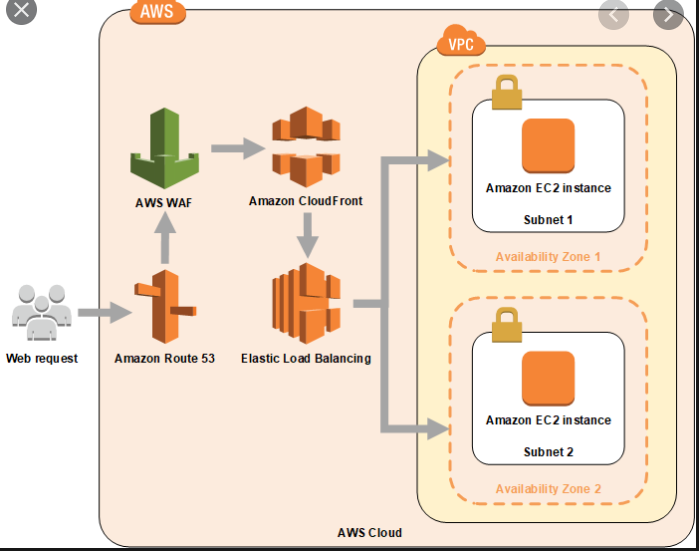 AWS
VPC
Amazon EC2 instance
Subnet 1
Availability Zone 1
AWS WAF
Amazon CloudFront
Web request
Amazon Route 53
Elastic Load Balancing
Amazon EC2 instance
Subnet 2
Availability Zone 2
AWS Cloud